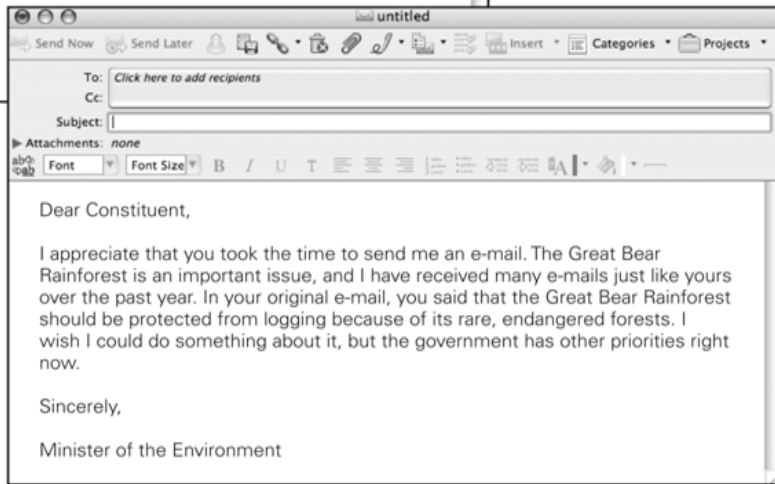 untitled
Send Now Send Later Insert Categories Projects
To: Click here to add recipients
Cc:
Subject:
Attachments: none
Font Font Size B I U T A
Dear Constituent,
I appreciate that you took the time to send me an e-mail. The Great Bear
Rainforest is an important issue, and I have received many e-mails just like yours
over the past year. In your original e-mail, you said that the Great Bear Rainforest
should be protected from logging because of its rare, endangered forests. I
wish I could do something about it, but the government has other priorities right
now.
Sincerely,
Minister of the Environment